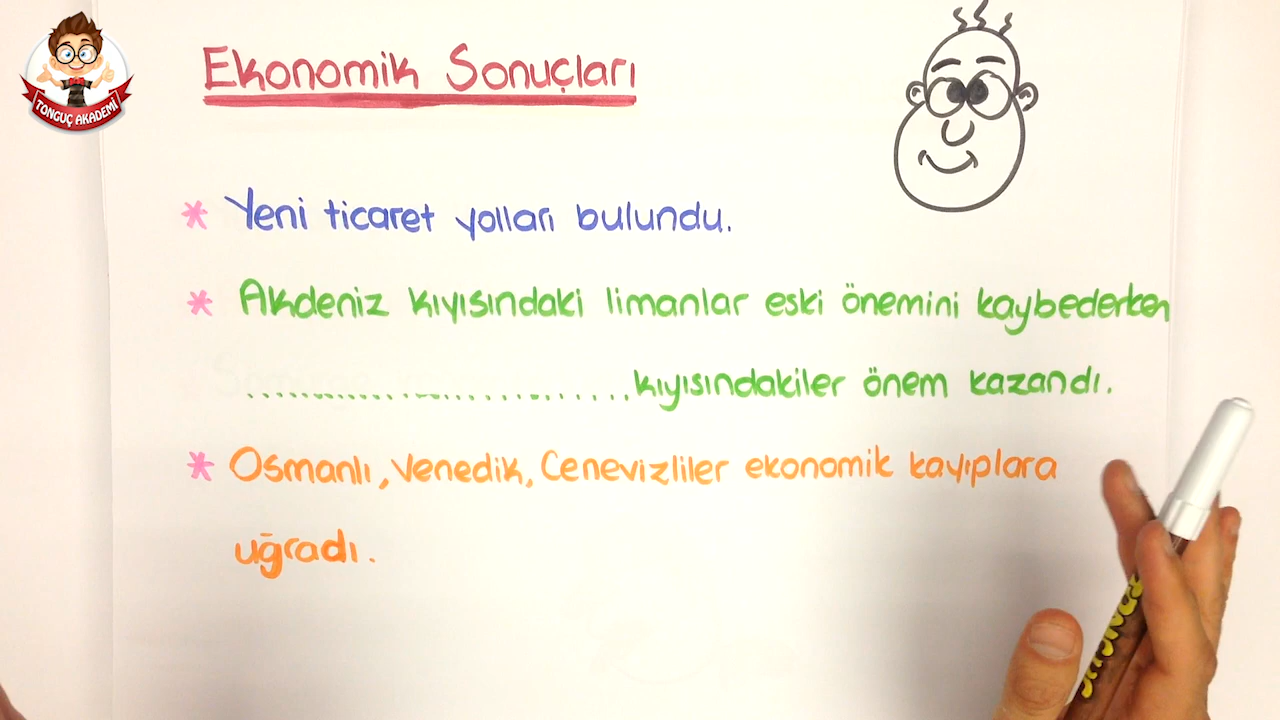 TONGUÇ AKADEMİ
Ekonomik Sonuçları
* Yeni ticaret yolları bulundu.
* Akdeniz kıyısındaki limanlar eski önemini kaybederken
....................... kıyısındakiler önem kazandı.
* Osmanlı, Venedik, Cenevizliler ekonomik kayıplara
uğradı.